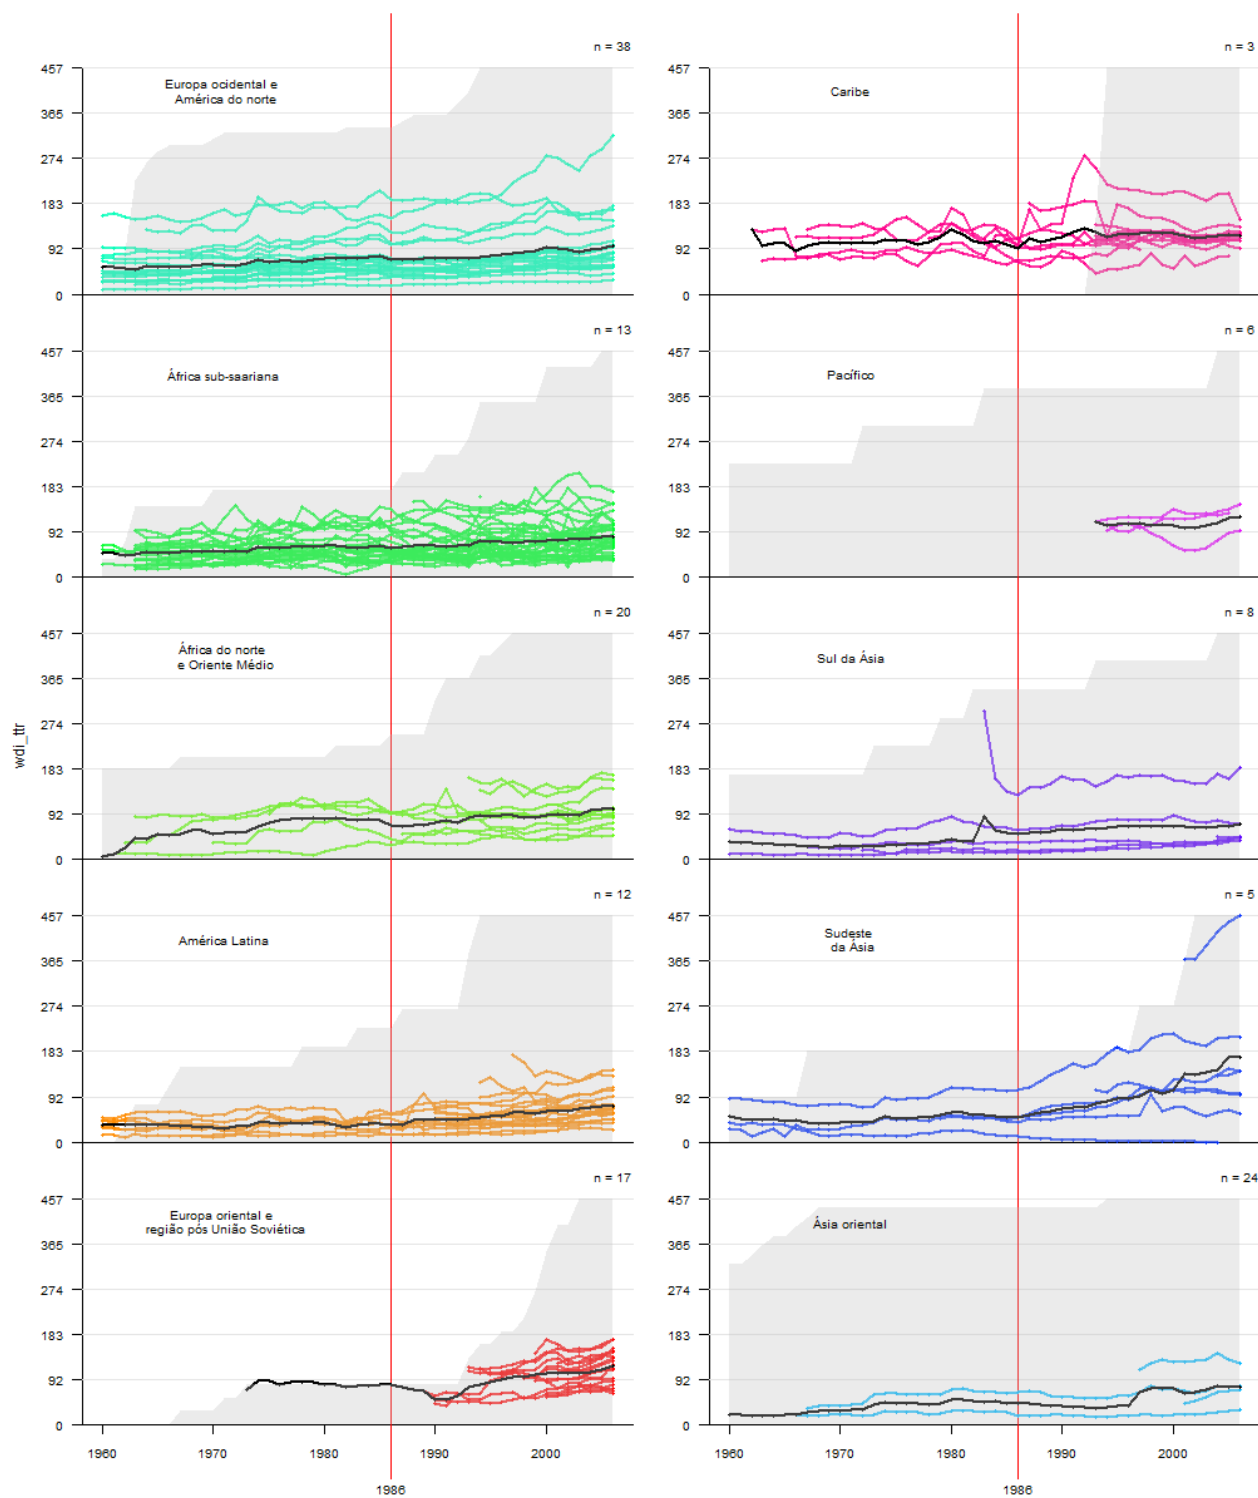 n = 38
457
365
274
183
92
0
Europa ocidental e
América do norte
n = 3
457
365
274
183
92
0
Caribe
n = 13
457
365
274
183
92
0
África sub-saariana
n = 6
457
365
274
183
92
0
Pacífico
n = 20
457
365
274
183
92
0
África do norte
e Oriente Médio
wdi_ttr
n = 8
457
365
274
183
92
0
Sul da Ásia
n = 12
457
365
274
183
92
0
América Latina
n = 5
457
365
274
183
92
0
Sudeste
da Ásia
n = 17
457
365
274
183
92
0
Europa oriental e
região pós União Soviética
1960 1970 1980 1990 2000
1986
n = 24
457
365
274
183
92
0
Ásia oriental
1960 1970 1980 1990 2000
1986